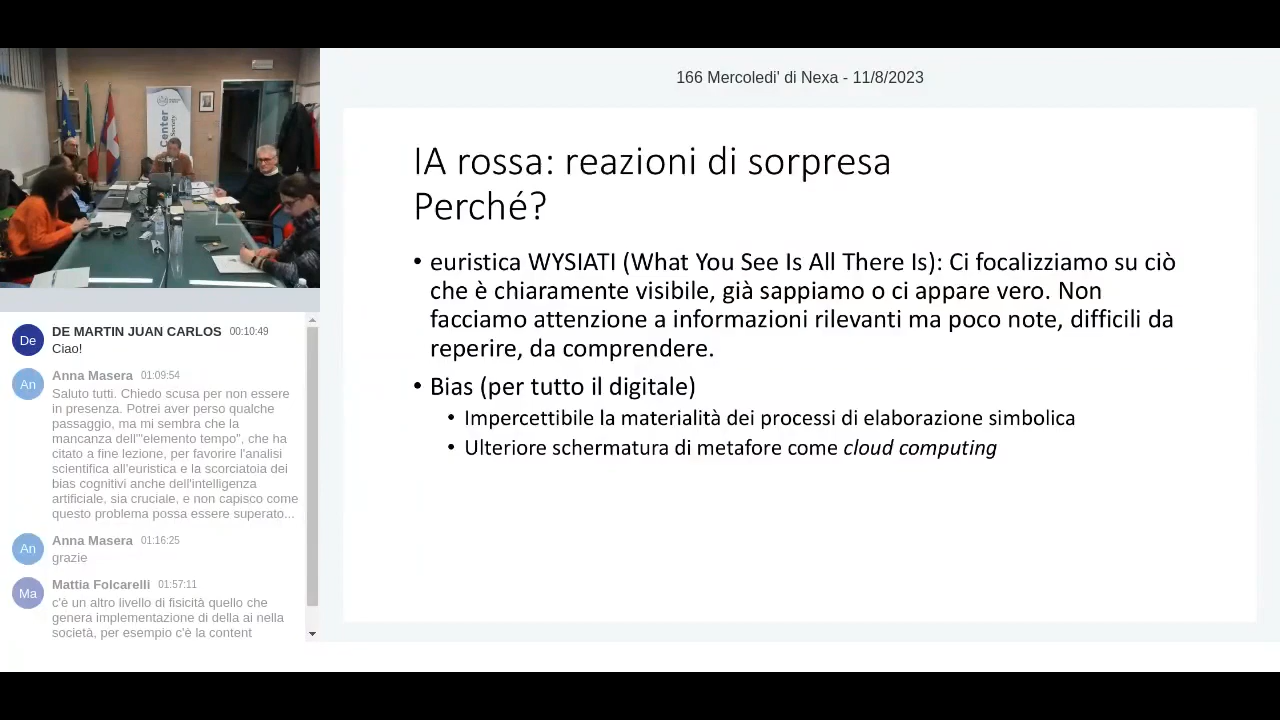 166 Mercoledi' di Nexa - 11/8/2023
Center
Society
IA rossa: reazioni di sorpresa
Perché?
• euristica WYSIATI (What You See Is All There Is): Ci focalizziamo su ciò
che è chiaramente visibile, già sappiamo o ci appare vero. Non
facciamo attenzione a informazioni rilevanti ma poco note, difficili da
reperire, da comprendere.
• Bias (per tutto il digitale)
• Impercettibile la materialità dei processi di elaborazione simbolica
• Ulteriore schermatura di metafore come cloud computing
De
DE MARTIN JUAN CARLOS 00:10:49
Ciao!
An
Anna Masera 01:09:54
Saluto tutti. Chiedo scusa per non essere
in presenza. Potrei aver perso qualche
passaggio, ma mi sembra che la
mancanza dell'"elemento tempo", che ha
citato a fine lezione, per favorire l'analisi
scientifica all'euristica e la scorciatoia dei
bias cognitivi anche dell'intelligenza
artificiale, sia cruciale, e non capisco come
questo problema possa essere superato...
An
Anna Masera 01:16:25
grazie
Ma
Mattia Folcarelli 01:57:11
c'è un altro livello di fisicità quello che
genera implementazione di della ai nella
società, per esempio c'è la content